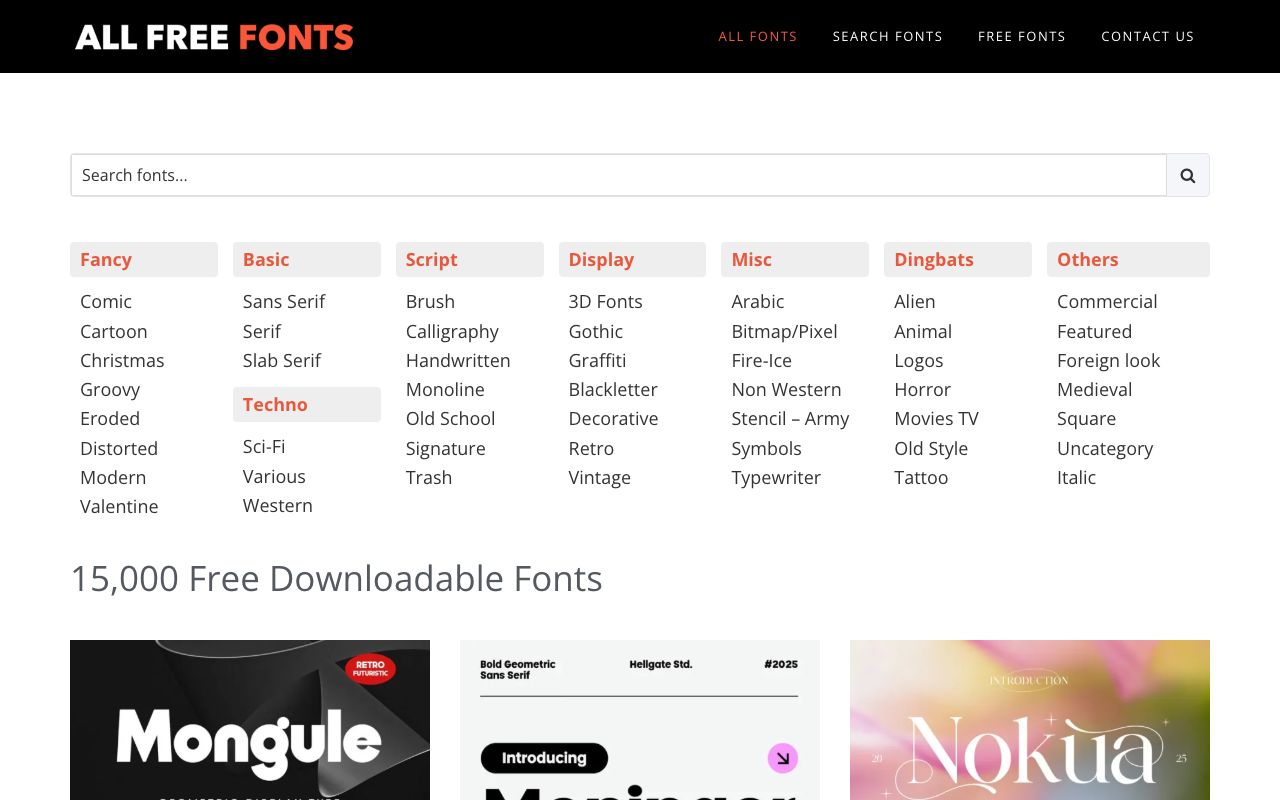 ALL FREE FONTS
ALL FONTS
SEARCH FONTS
FREE FONTS
CONTACT US
Search fonts...
Fancy
Comic
Cartoon
Christmas
Groovy
Eroded
Distorted
Modern
Valentine
Basic
Sans Serif
Serif
Slab Serif
Techno
Sci-Fi
Various
Western
Script
Brush
Calligraphy
Handwritten
Monoline
Old School
Signature
Trash
Display
3D Fonts
Gothic
Graffiti
Blackletter
Decorative
Retro
Vintage
Misc
Arabic
Bitmap/Pixel
Fire-Ice
Non Western
Stencil – Army
Symbols
Typewriter
Dingbats
Alien
Animal
Logos
Horror
Movies TV
Old Style
Tattoo
Others
Commercial
Featured
Foreign look
Medieval
Square
Uncategory
Italic
15,000 Free Downloadable Fonts
RETRO
FUTURISTIC
Mongule
Bold Geometric
Sans Serif
Hellgate Std.
#2025
Introducing
INTRODUCTION
Nokua
20
25